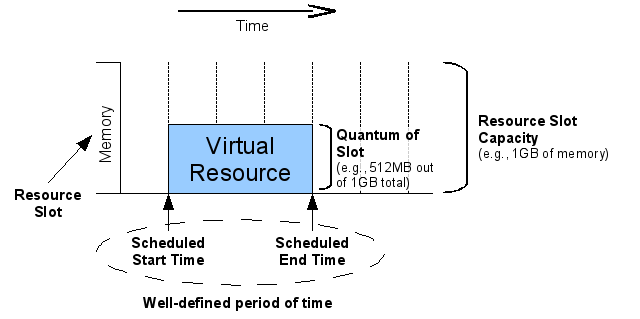 Time
Memory
Virtual
Resource
Quantum of
Slot
(e.g., 512MB out
of 1GB total)
Resource Slot
Capacity
(e.g., 1GB of memory)
Resource
Slot
Scheduled
Start Time
Scheduled
End Time
Well-defined period of time